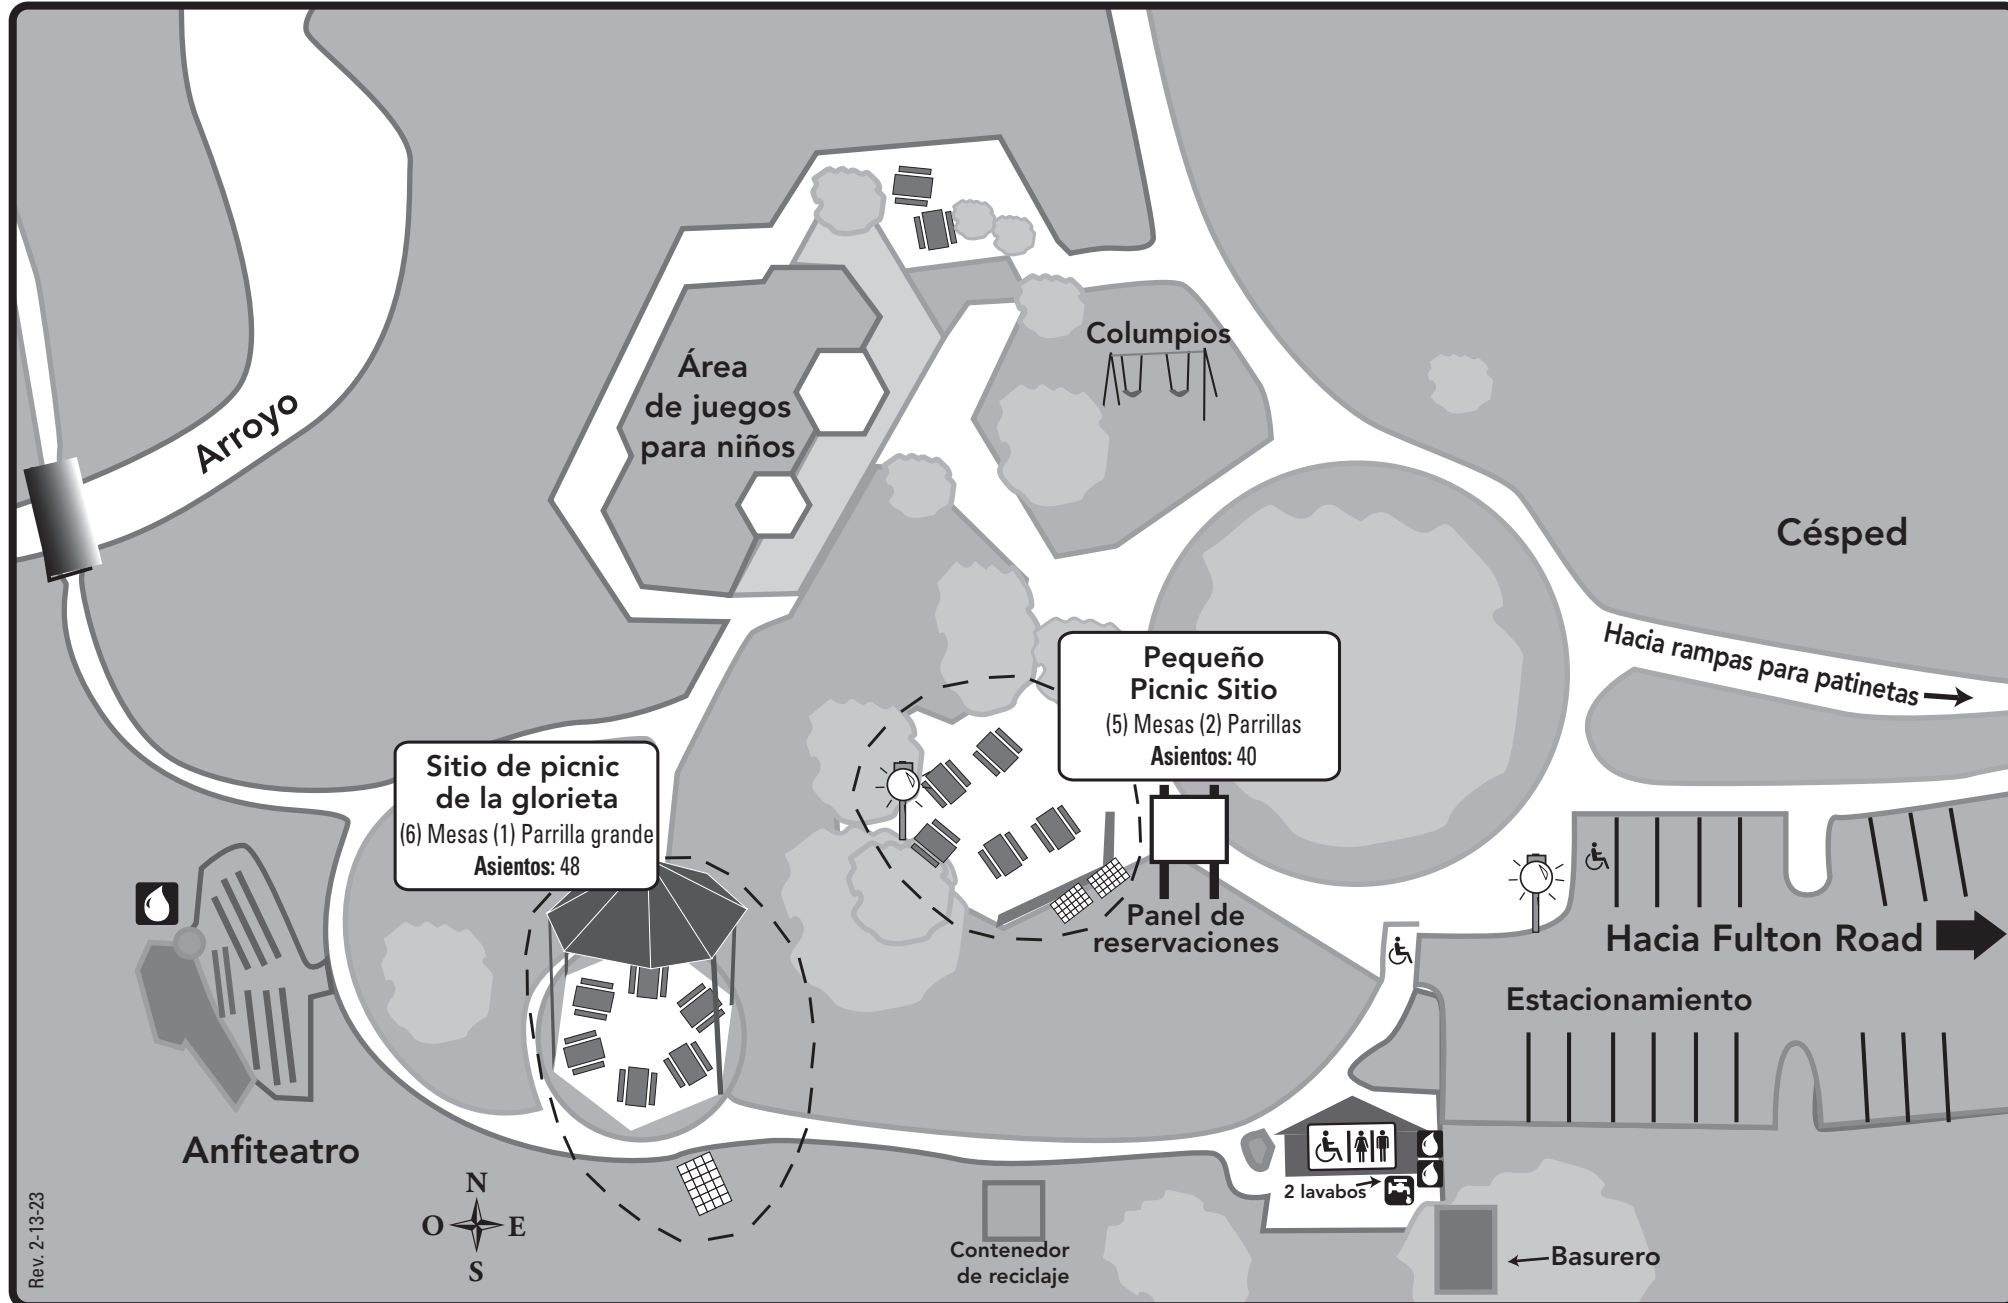 Columpios
Área
de juegos
para niños
Arroyo
Césped
Hacia rampas para patinetas
Pequeño
Picnic Sitio
(5) Mesas (2) Parrillas
Asientos: 40
Sitio de picnic
de la glorieta
(6) Mesas (1) Parrilla grande
Asientos: 48
Panel de
reservaciones
Hacia Fulton Road
Estacionamiento
Anfiteatro
N
O E
S
2 lavabos
Contenedor
de reciclaje
Basurero
Rev. 2-13-23